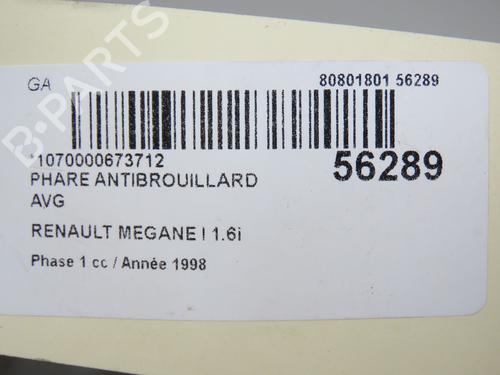 B-PARTS
GA
80801801 56289
*1070000673712
56289
PHARE ANTIBROUILLARD
AVG
RENAULT MEGANE I 1.6i
Phase 1 cc / Année 1998